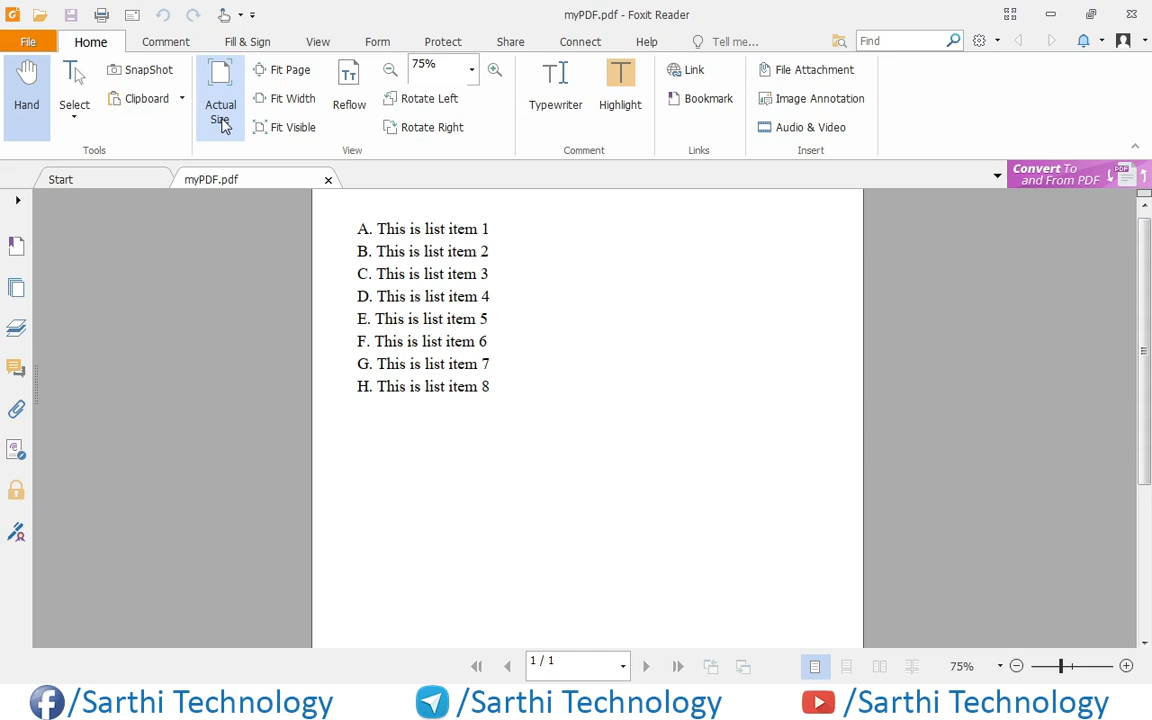 myPDF.pdf - Foxit Reader
File Home Comment Fill & Sign View Form Protect Share Connect Help Tell me... Find
Hand
Select
SnapShot
Clipboard
Tools
Actual Size
Fit Page
Fit Width
Fit Visible
Reflow
75%
Rotate Left
Rotate Right
View
Typewriter
Highlight
Comment
Link
Bookmark
Links
File Attachment
Image Annotation
Audio & Video
Insert
Start
myPDF.pdf
Convert To
and From PDF
PDF
A. This is list item 1
B. This is list item 2
C. This is list item 3
D. This is list item 4
E. This is list item 5
F. This is list item 6
G. This is list item 7
H. This is list item 8
1 / 1
75%
/Sarthi Technology /Sarthi Technology /Sarthi Technology